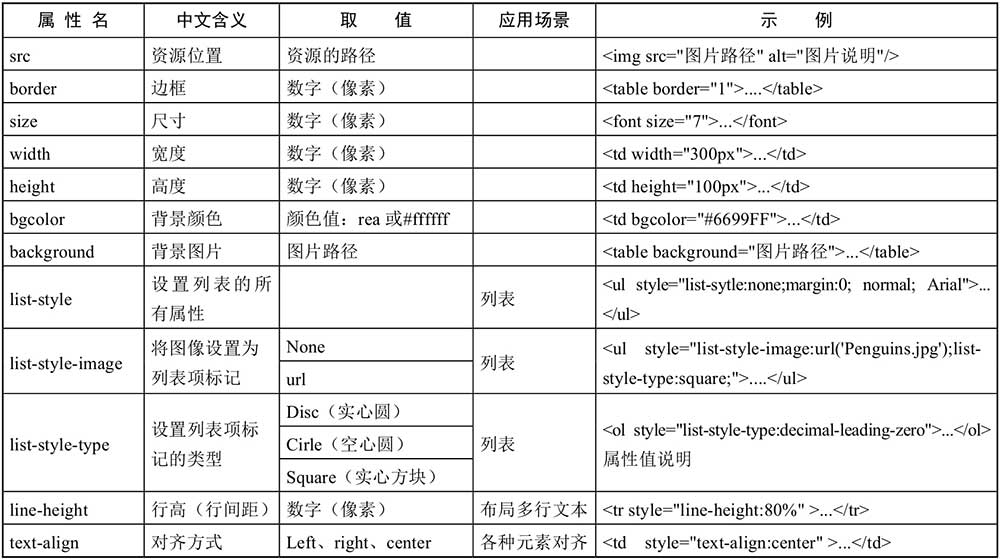 属 性 名 中文含义 取 值 应用场景 示 例
src 资源位置 资源的路径 <img src="图片路径" alt="图片说明"/>
border 边框 数字（像素） <table border="1">....</table>
size 尺寸 数字（像素） <font size="7">...</font>
width 宽度 数字（像素） <td width="300px">...</td>
height 高度 数字（像素） <td height="100px">...</td>
bgcolor 背景颜色 颜色值：rea 或#ffffff <td bgcolor="#6699FF">...</td>
background 背景图片 图片路径 <table background="图片路径">...</table>
list-style 设置列表的所有属性 列表 <ul style="list-sytle:none;margin:0; normal; Arial">...
</ul>
list-style-image 将图像设置为列表项标记 None
url 列表 <ul style="list-style-image:url('Penguins.jpg');list-
style-type:square;">....</ul>
list-style-type 设置列表项标记的类型 Disc（实心圆）
Cirle（空心圆）
Square（实心方块） 列表 <ol style="list-style-type:decimal-leading-zero">...</ol>
属性值说明
line-height 行高（行间距） 数字（像素） 布局多行文本 <tr style="line-height:80%" >...</tr>
text-align 对齐方式 Left、right、center 各种元素对齐 <td style="text-align:center" >...</td>